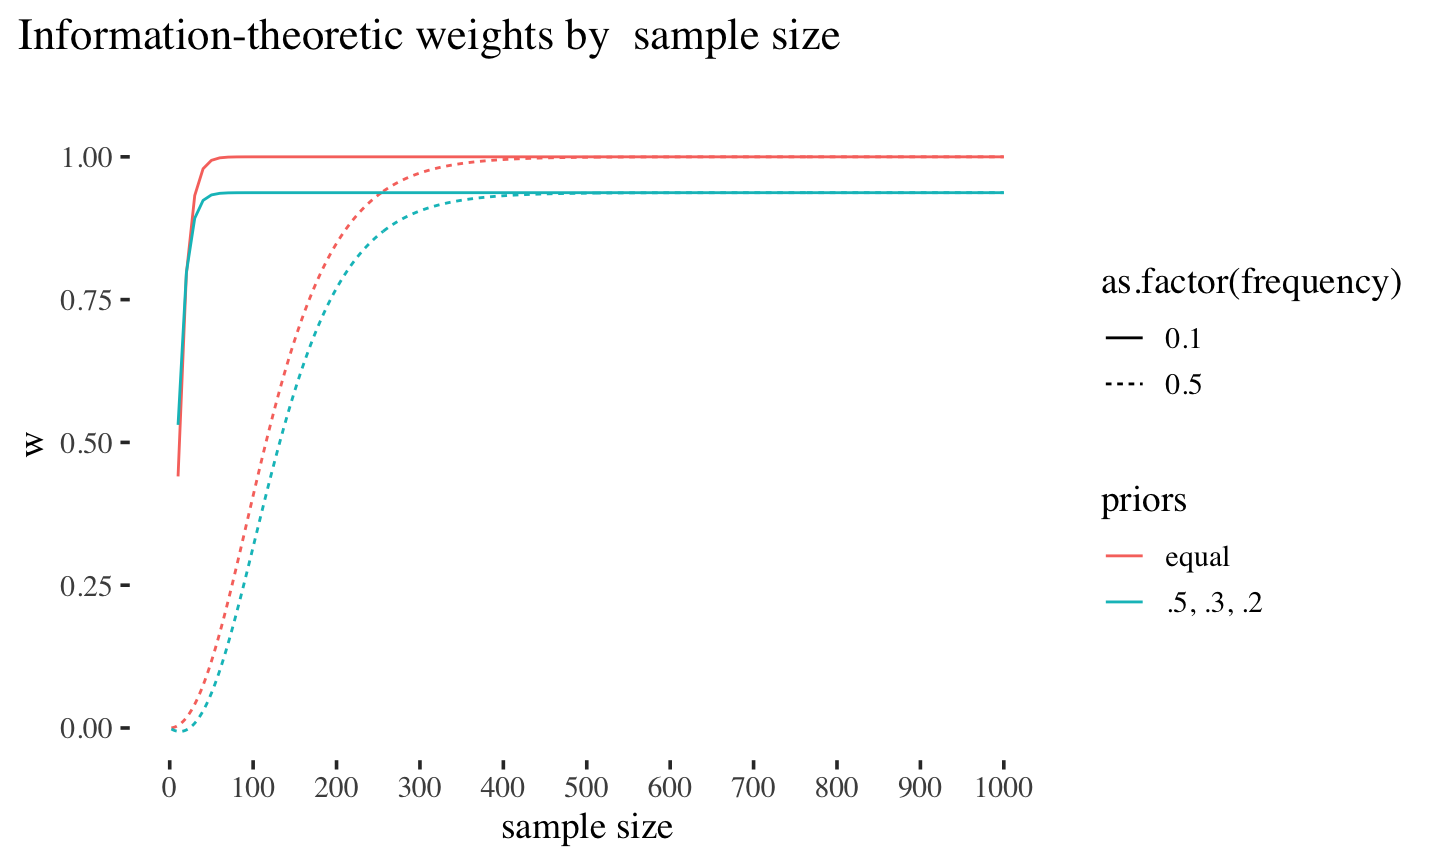 Information-theoretic weights by  sample size
1.00
0.75
0.50
0.25
0.00
w
0 100 200 300 400 500 600 700 800 900 1000
sample size
as.factor(frequency)
0.1
0.5
priors
equal
.5, .3, .2